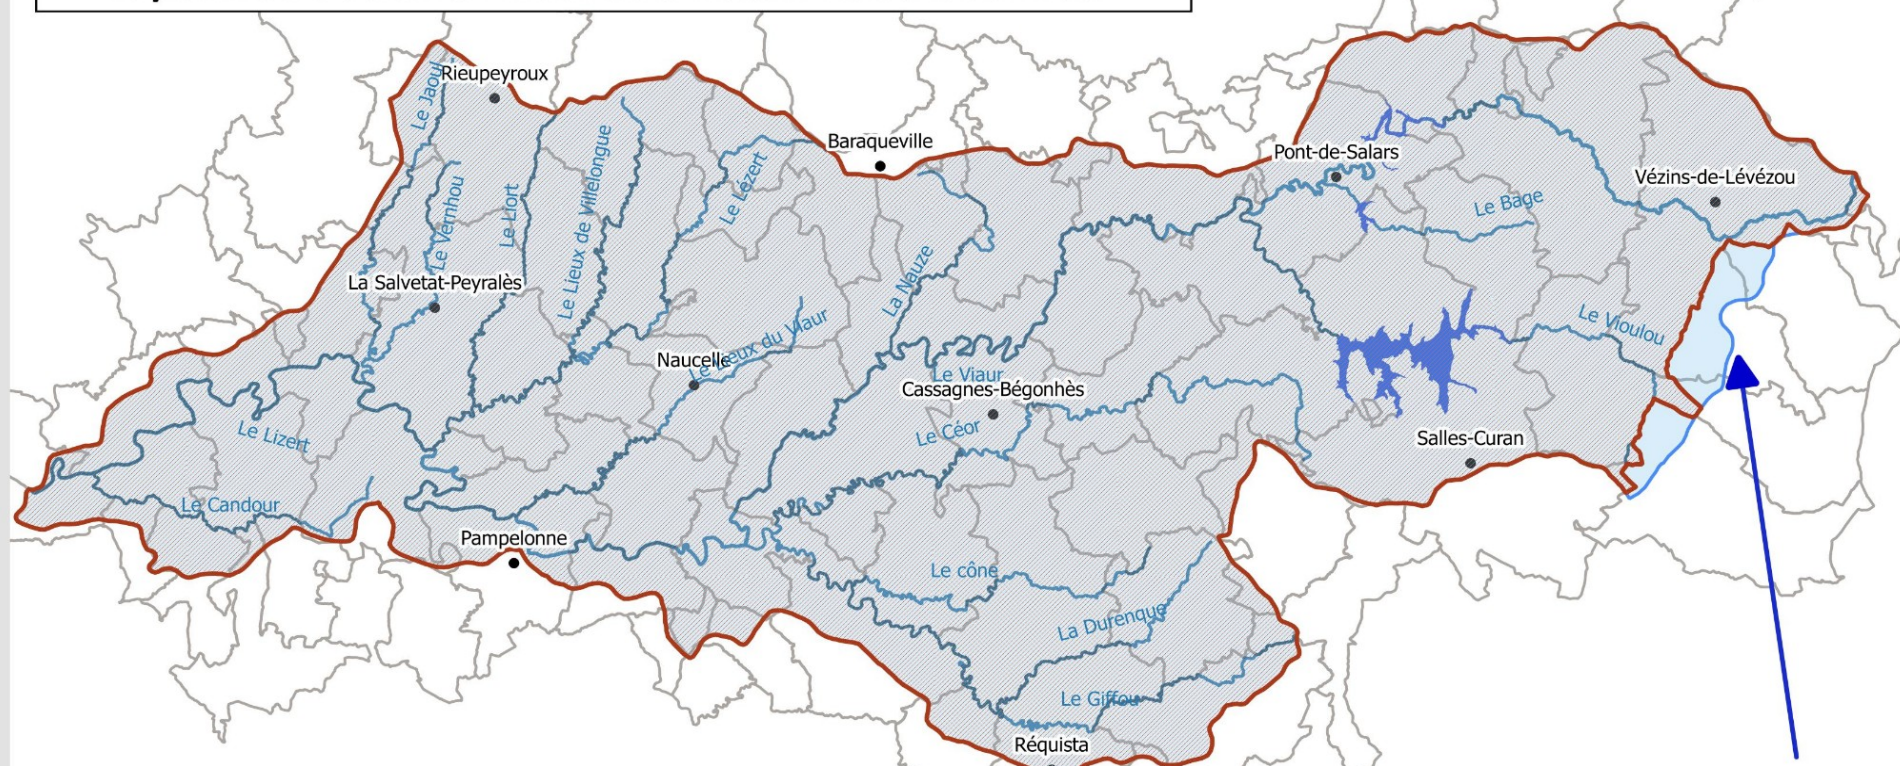 Rieupeyroux
Le Jaoul
Baraqueville
Pont-de-Salars
Vézins-de-Lévézou
Le Vernhou
Le Liort
Le Lieux de Villelongue
Le Lézert
Le Bage
La Salvetat-Peyralès
La Nauze
Le Vioulou
Naucelle
Le Lieux du Viaur
Le Viaur
Cassagnes-Bégonhès
Le Céor
Salles-Curan
Le Lizert
Le Candour
Pampelonne
Le cône
La Durenque
Le Giffou
Réquista